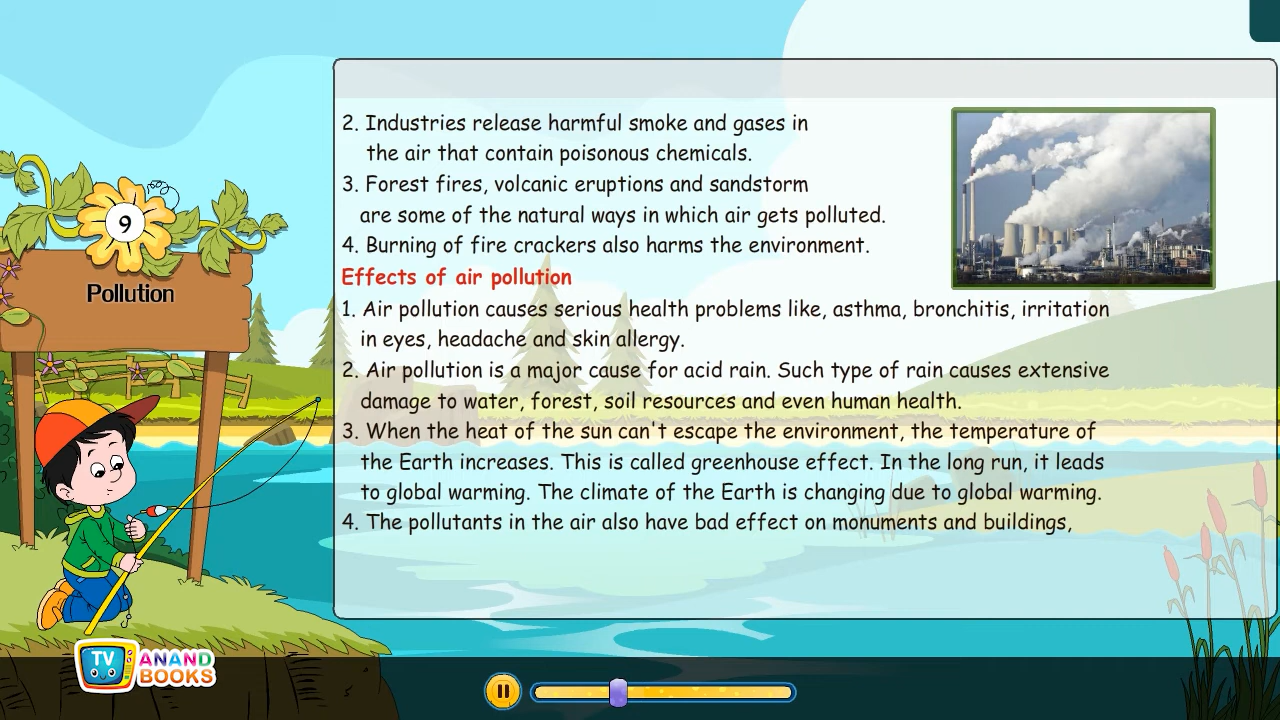 2. Industries release harmful smoke and gases in
the air that contain poisonous chemicals.
3. Forest fires, volcanic eruptions and sandstorm
are some of the natural ways in which air gets polluted.
4. Burning of fire crackers also harms the environment.
Effects of air pollution
1. Air pollution causes serious health problems like, asthma, bronchitis, irritation
in eyes, headache and skin allergy.
2. Air pollution is a major cause for acid rain. Such type of rain causes extensive
damage to water, forest, soil resources and even human health.
3. When the heat of the sun can't escape the environment, the temperature of
the Earth increases. This is called greenhouse effect. In the long run, it leads
to global warming. The climate of the Earth is changing due to global warming.
4. The pollutants in the air also have bad effect on monuments and buildings,
9
Pollution
TV
ANAND
BOOKS